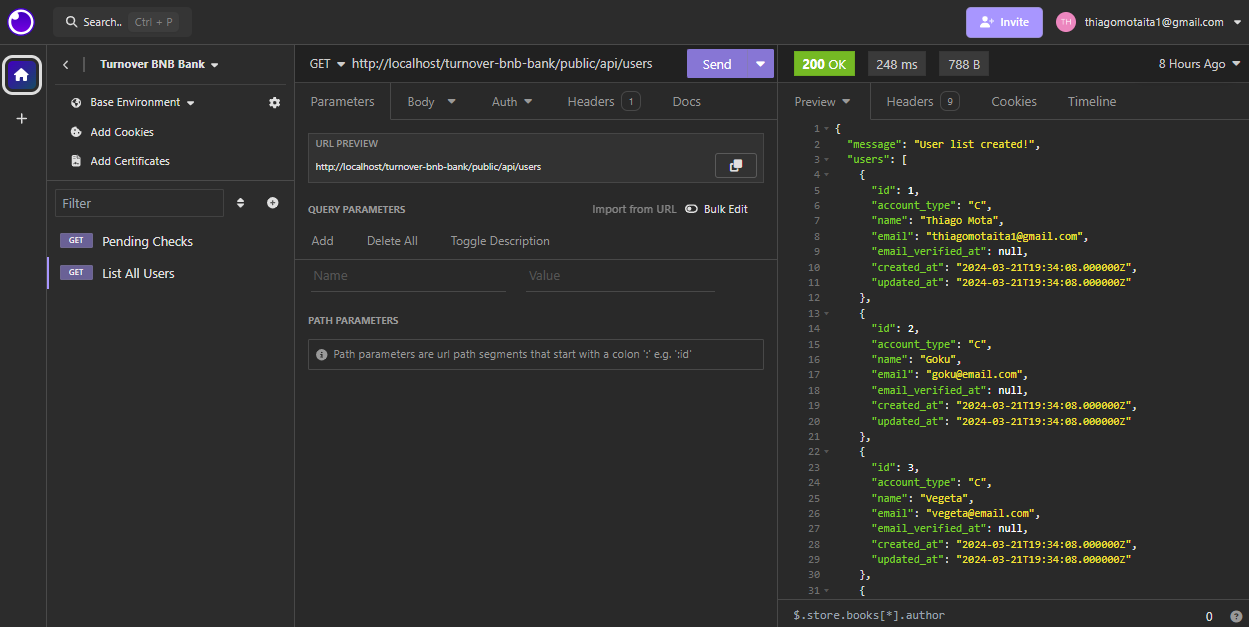 Search.. Ctrl + P
Invite
TH
thiagomotaita1@gmail.com
Turnover BNB Bank
Base Environment
Add Cookies
Add Certificates
Filter
GET Pending Checks
GET List All Users
GET http://localhost/turnover-bnb-bank/public/api/users
Send
Parameters Body Auth Headers 1 Docs
URL PREVIEW
http://localhost/turnover-bnb-bank/public/api/users
QUERY PARAMETERS Import from URL Bulk Edit
Add Delete All Toggle Description
Name Value
PATH PARAMETERS
Path parameters are url path segments that start with a colon ':' e.g. ':id'
200 OK 248 ms 788 B 8 Hours Ago
Preview Headers 9 Cookies Timeline
1 {
2 "message": "User list created!",
3 "users": [
4 {
5 "id": 1,
6 "account_type": "C",
7 "name": "Thiago Mota",
8 "email": "thiagomotaita1@gmail.com",
9 "email_verified_at": null,
10 "created_at": "2024-03-21T19:34:08.000000Z",
11 "updated_at": "2024-03-21T19:34:08.000000Z"
12 },
13 {
14 "id": 2,
15 "account_type": "C",
16 "name": "Goku",
17 "email": "goku@email.com",
18 "email_verified_at": null,
19 "created_at": "2024-03-21T19:34:08.000000Z",
20 "updated_at": "2024-03-21T19:34:08.000000Z"
21 },
22 {
23 "id": 3,
24 "account_type": "C",
25 "name": "Vegeta",
26 "email": "vegeta@email.com",
27 "email_verified_at": null,
28 "created_at": "2024-03-21T19:34:08.000000Z",
29 "updated_at": "2024-03-21T19:34:08.000000Z"
30 },
31 {
$.store.books[*].author 0